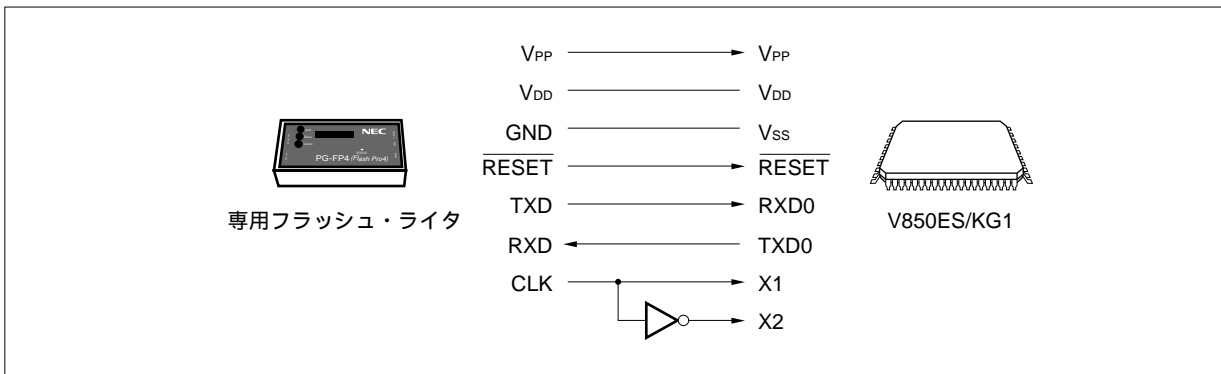 VPP VPP
VDD VDD
GND VSS
RESET RESET
TXD RXD0
RXD TXD0
CLK X1
X2
NEC
PG-FP4 (Flash Pro4)
専用フラッシュ・ライタ
V850ES/KG1